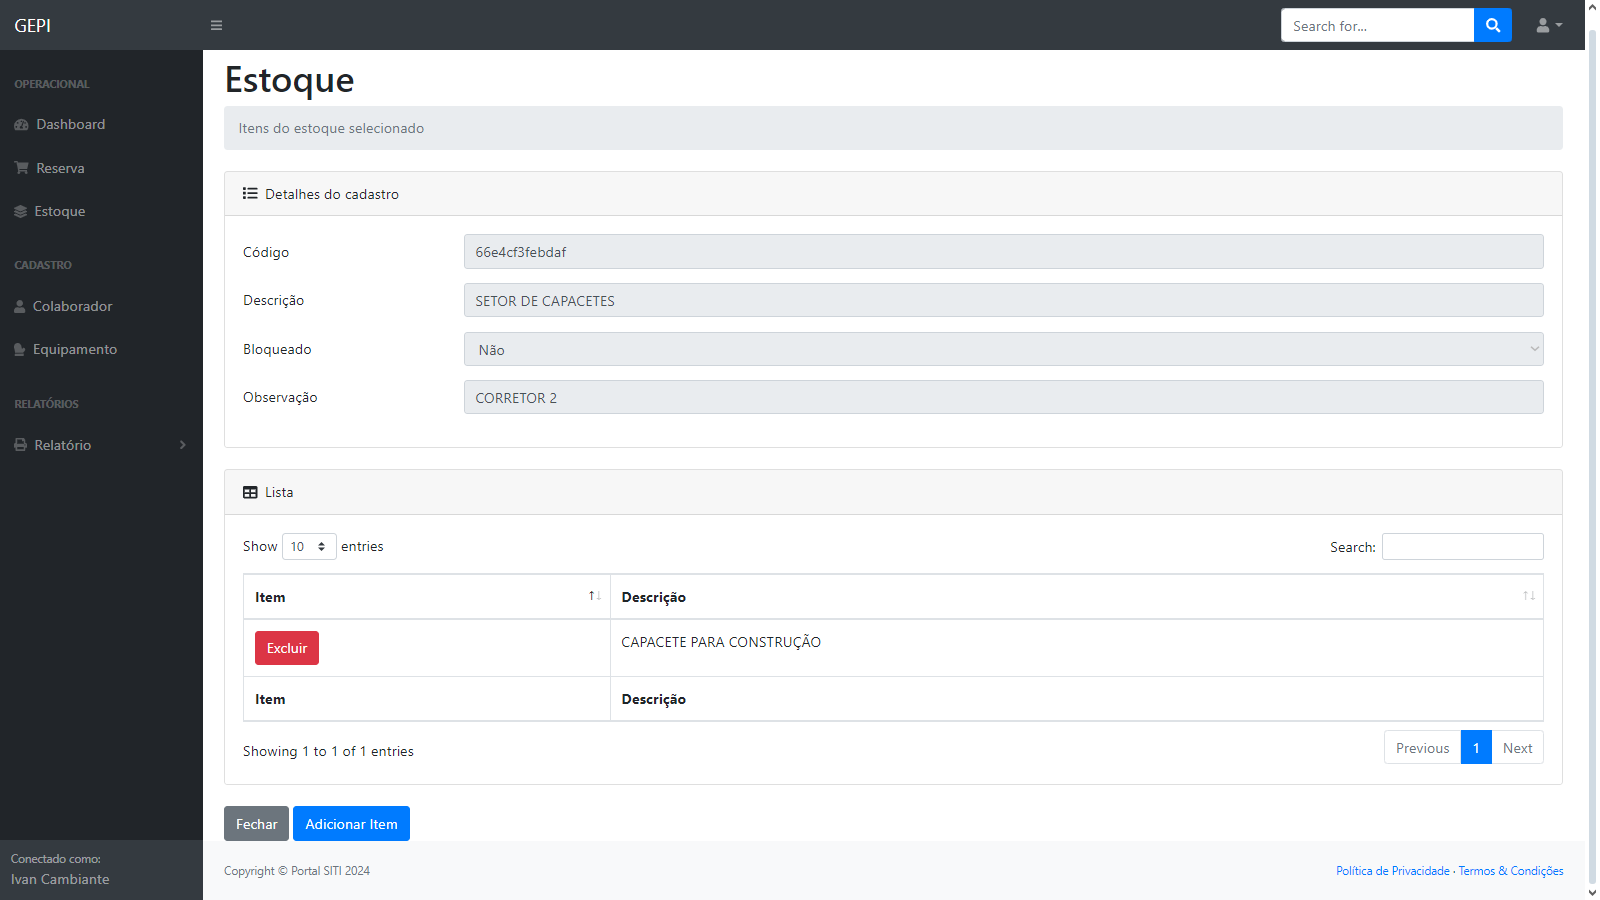 GEPI
Search for...
OPERACIONAL
Dashboard
Reserva
Estoque
CADASTRO
Colaborador
Equipamento
RELATÓRIOS
Relatório
Conectado como:
Ivan Cambiante
Estoque
Itens do estoque selecionado
Detalhes do cadastro
Código
66e4cf3febdaf
Descrição
SETOR DE CAPACETES
Bloqueado
Não
Observação
CORRETOR 2
Lista
Show 10 entries
Search:
Item Descrição
Excluir CAPACETE PARA CONSTRUÇÃO
Item Descrição
Showing 1 to 1 of 1 entries
Previous 1 Next
Fechar Adicionar Item
Copyright © Portal SITI 2024
Política de Privacidade · Termos & Condições